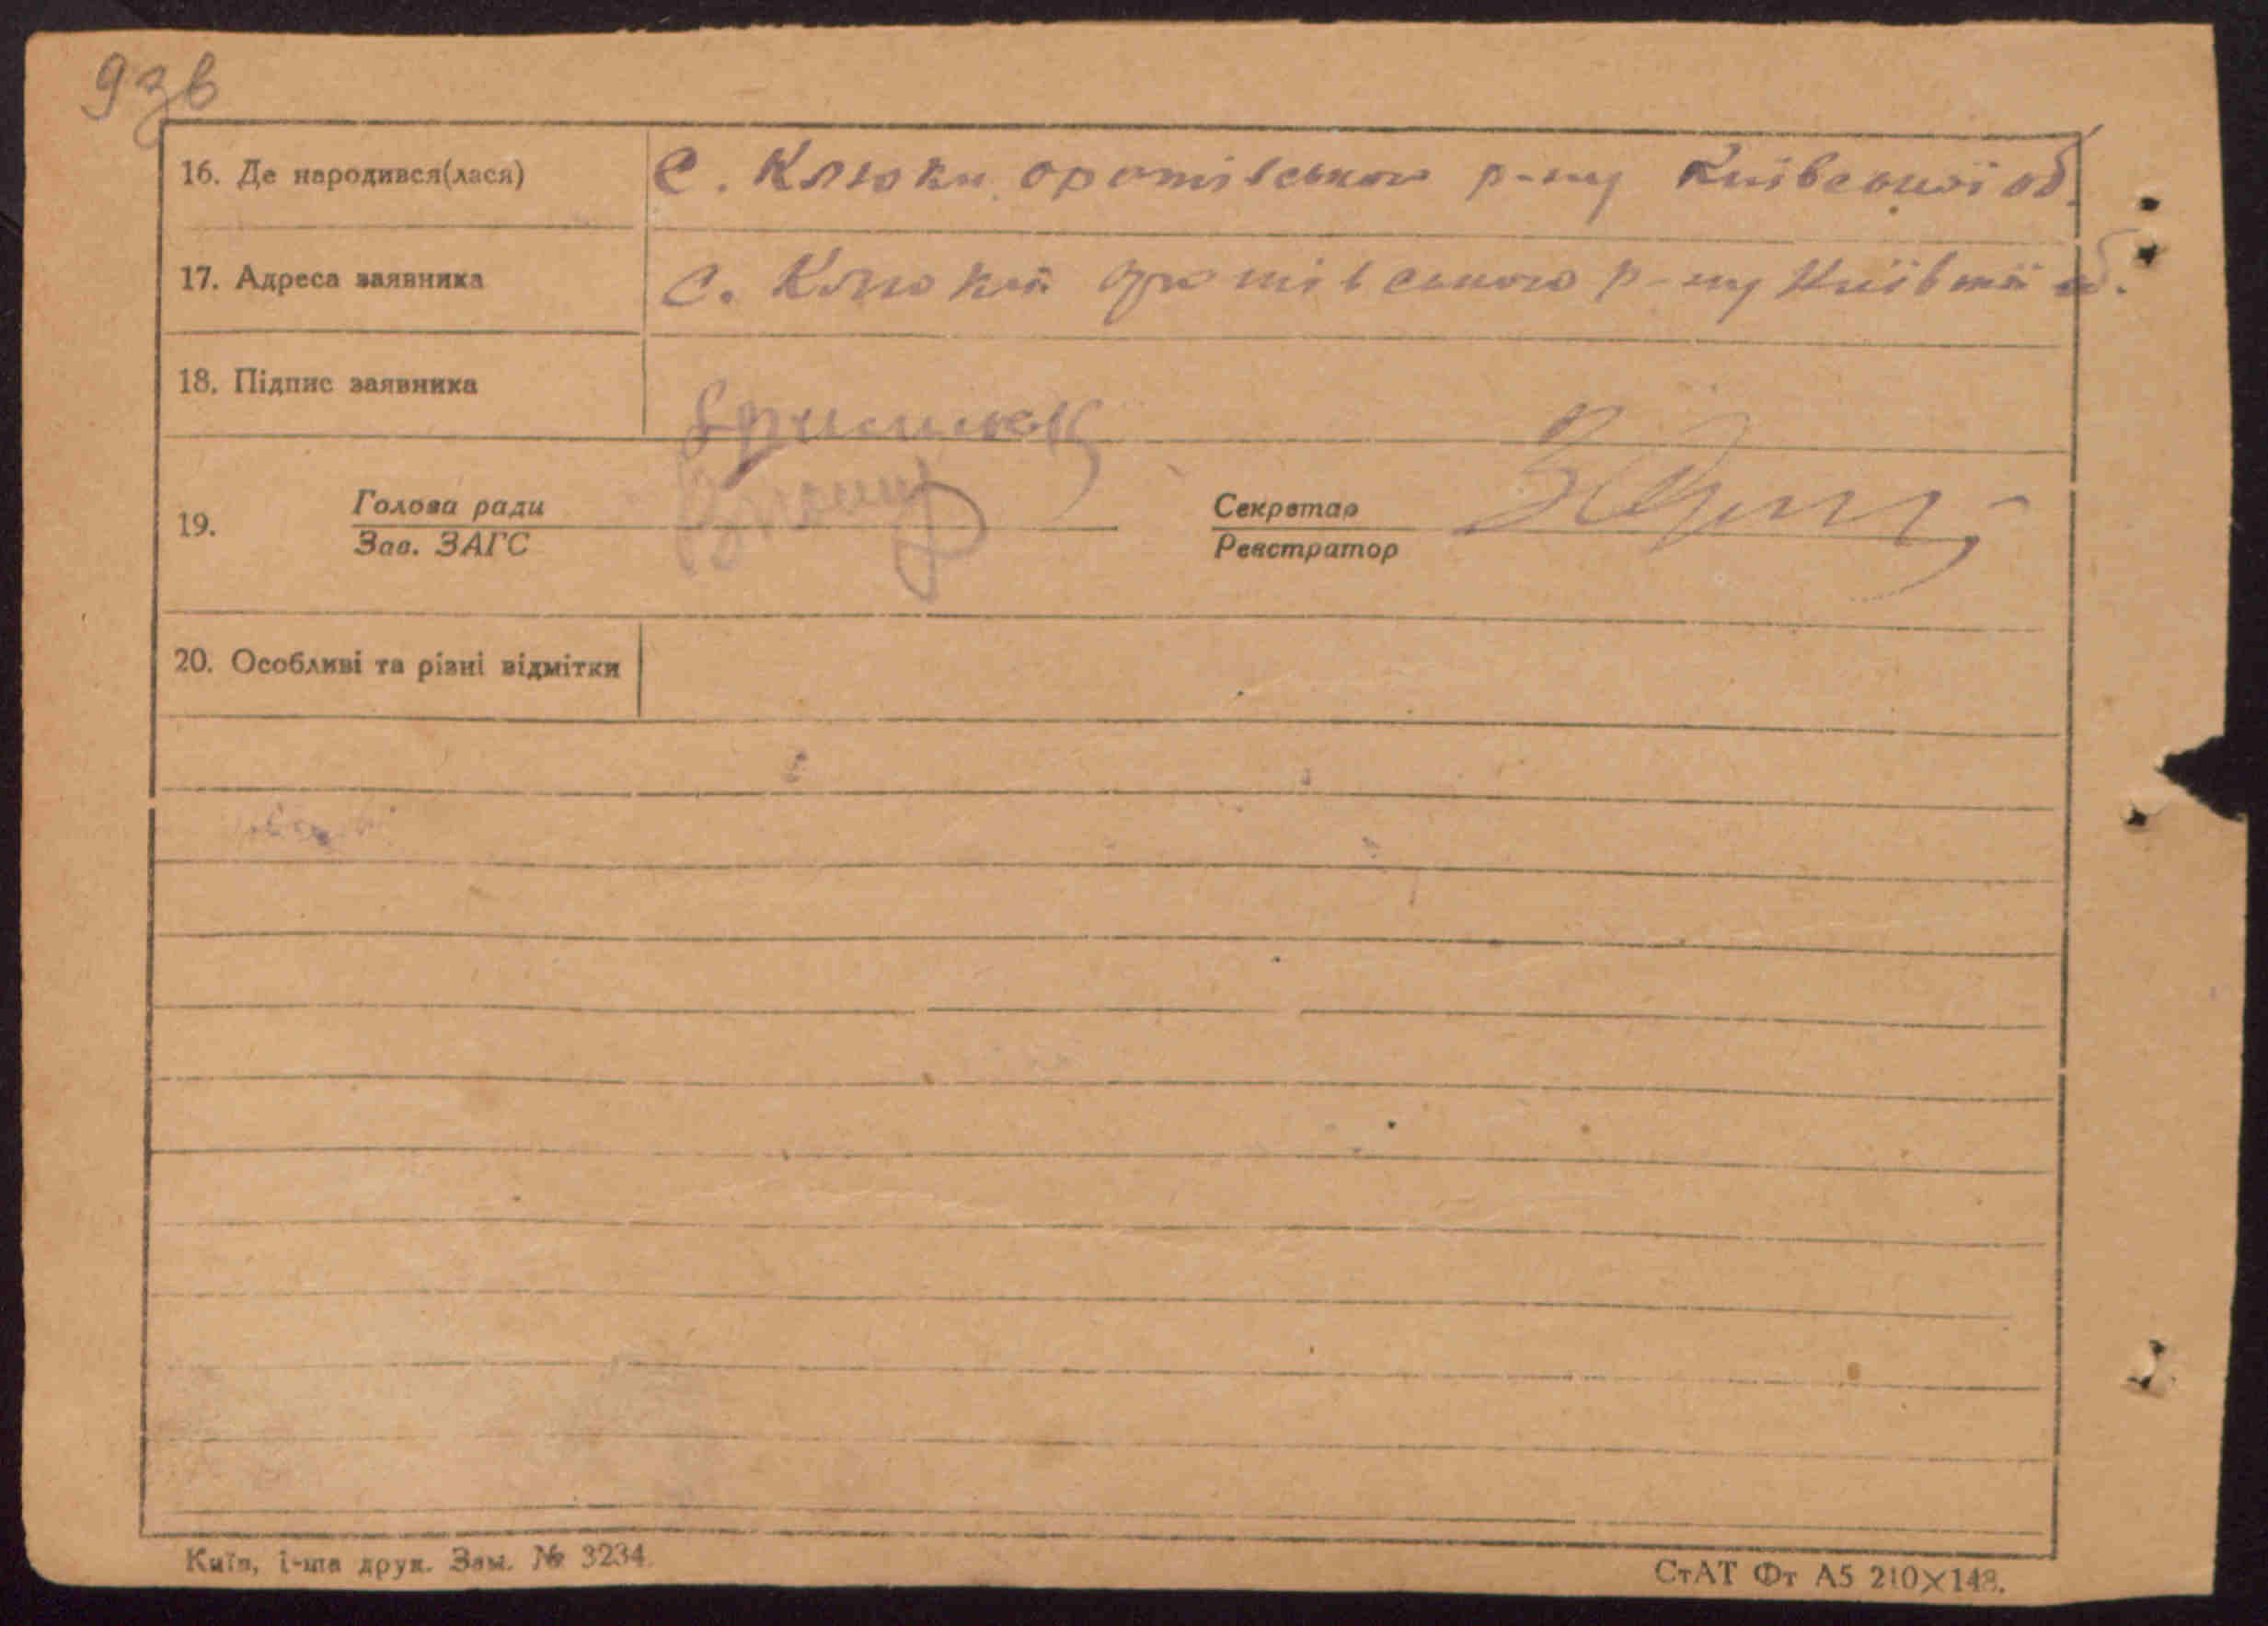 9зв
16. Де народився(лася) с. Клюки оратівського р-ну Київської об.
17. Адреса заявника с. Клюки оратівського р-ну Київської об.
18. Підпис заявника
19. Голова ради
Зав. ЗАГС
Секретар
Реєстратор
20. Особливі та різні відмітки
Київ, 1-ша друк. Зам. № 3234.
СтАТ Фт А5 210×148.